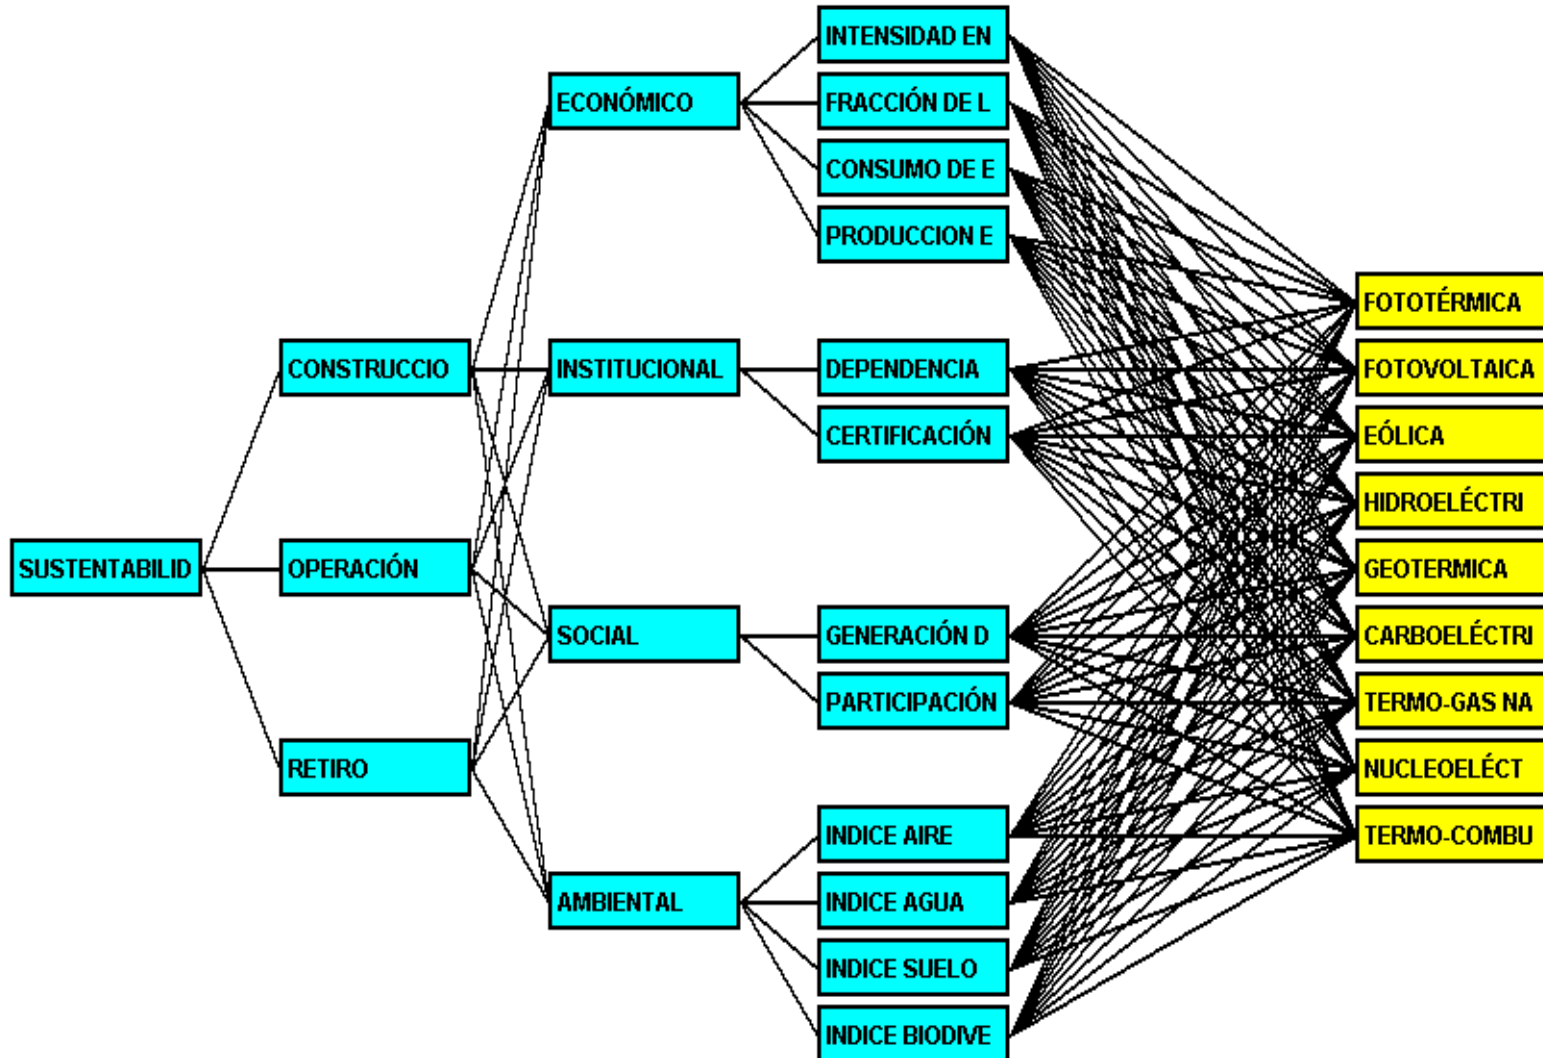 SUSTENTABILID
CONSTRUCCIO
OPERACIÓN
RETIRO
ECONÓMICO
INSTITUCIONAL
SOCIAL
AMBIENTAL
INTENSIDAD EN
FRACCIÓN DE L
CONSUMO DE E
PRODUCCION E
DEPENDENCIA
CERTIFICACIÓN
GENERACIÓN D
PARTICIPACIÓN
INDICE AIRE
INDICE AGUA
INDICE SUELO
INDICE BIODIVE
FOTOTÉRMICA
FOTOVOLTAICA
EÓLICA
HIDROELÉCTRI
GEOTERMICA
CARBOELÉCTRI
TERMO-GAS NA
NUCLEOELÉCT
TERMO-COMBU